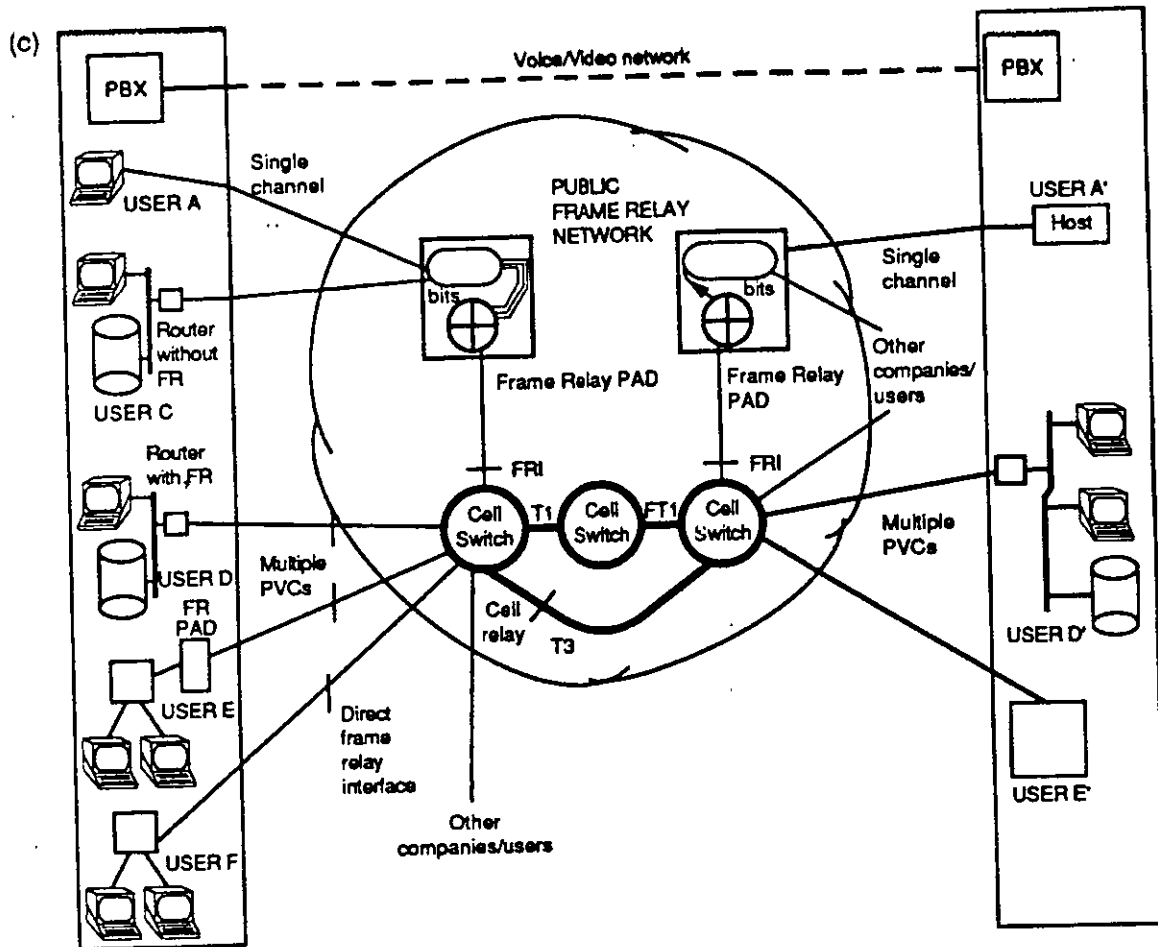 (c)
PBX
Voice/Video network
PBX
USER A
Single
channel
PUBLIC
FRAME RELAY
NETWORK
USER A'
Host
bits
bits
Single
channel
Router
without
FR
USER C
Frame Relay PAD
Frame Relay
PAD
Other
companies/
users
Router
with FR
FRI
FRI
Cell
Switch
T1
Cell
Switch
FT1
Cell
Switch
USER D
Multiple
PVCs
Multiple
PVCs
FR
PAD
Cell
relay
T3
USER D'
USER E
Direct
frame
relay
interface
USER E'
Other
companies/users
USER F